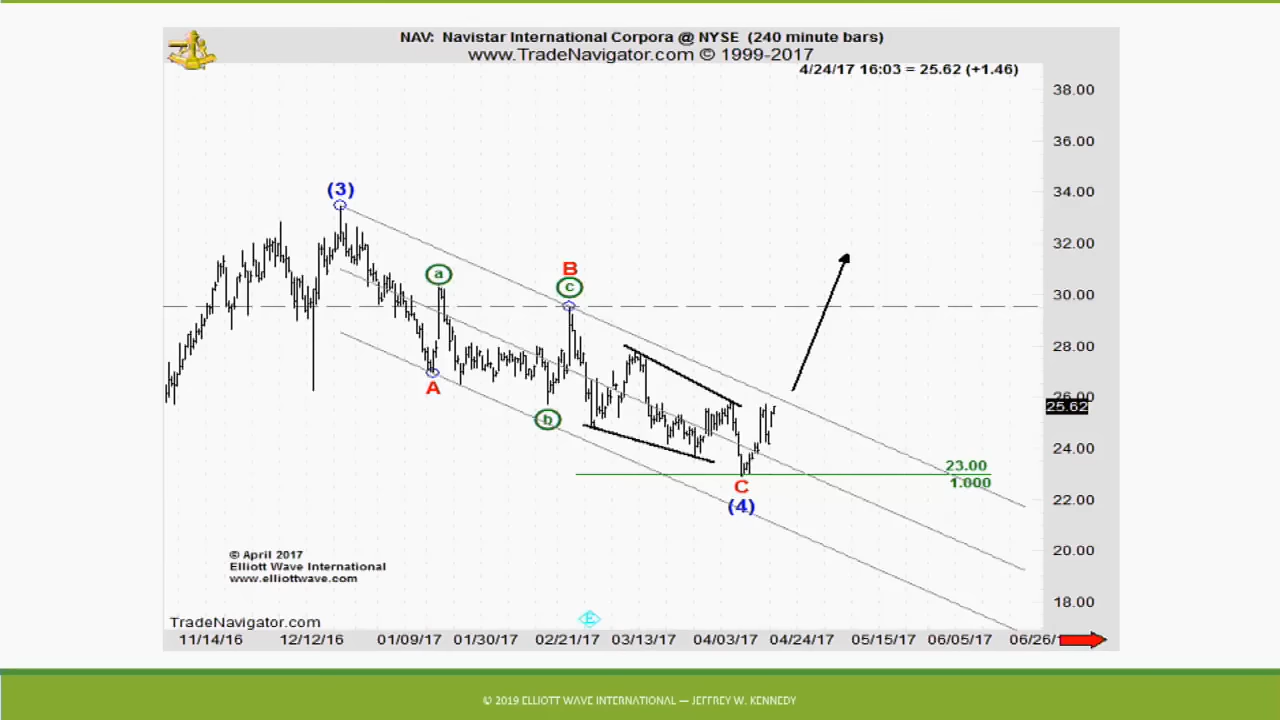 NAV: Navistar International Corpora @ NYSE (240 minute bars)
www.TradeNavigator.com © 1999-2017
4/24/17 16:03 = 25.62 (+1.46)
38.00
36.00
34.00
32.00
30.00
28.00
26.00
25.62
24.00
22.00
20.00
18.00
(3)
a
B
c
A
b
C
(4)
23.00
1.000
© April 2017
Elliott Wave International
www.elliottwave.com
E
TradeNavigator.com
11/14/16 12/12/16 01/09/17 01/30/17 02/21/17 03/13/17 04/03/17 04/24/17 05/15/17 06/05/17 06/26/
© 2019 ELLIOTT WAVE INTERNATIONAL — JEFFREY W. KENNEDY